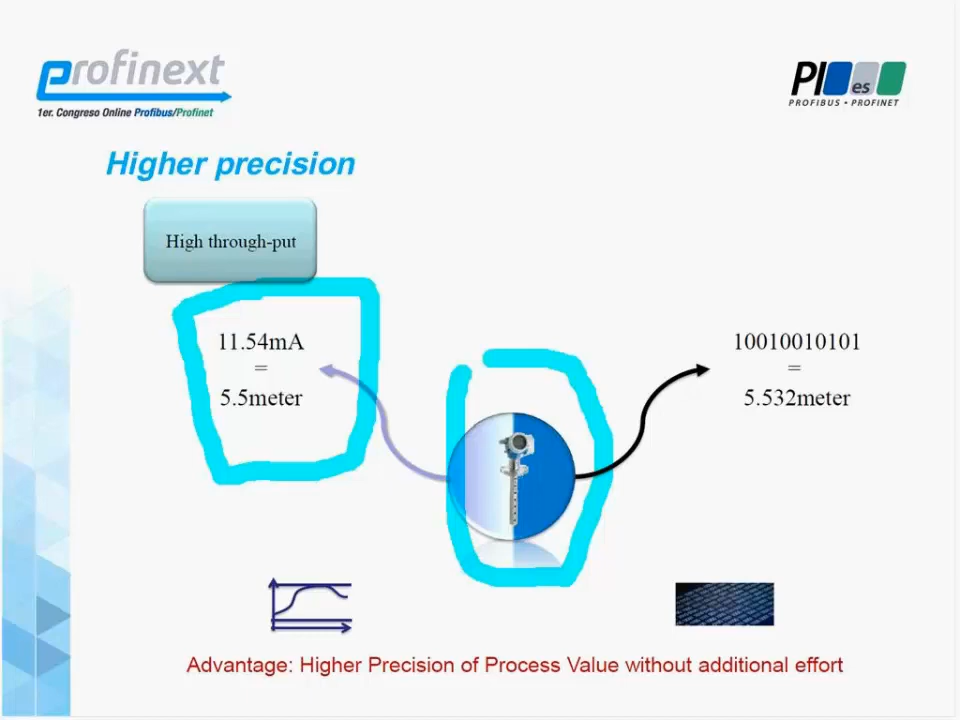 Profinext
1er. Congreso Online Profibus/Profinet
PI es
PROFIBUS • PROFINET
Higher precision
High through-put
11.54mA
=
5.5meter
10010010101
=
5.532meter
Advantage: Higher Precision of Process Value without additional effort